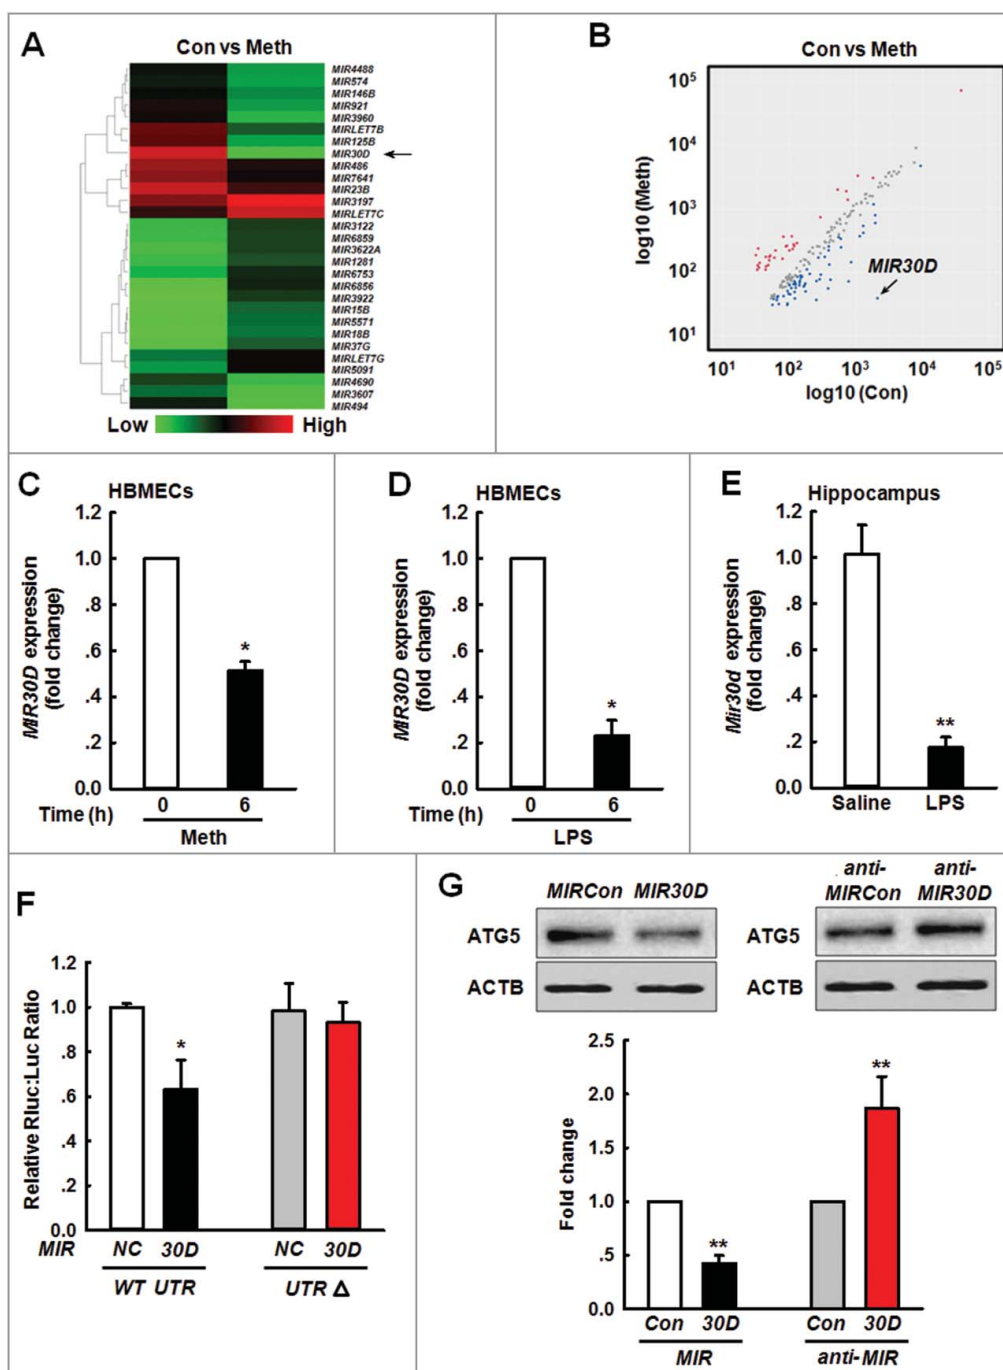 A
Con vs Meth
MIR4488
MIR574
MIR146B
MIR921
MIR3960
MIRLET7B
MIR125B
MIR30D
MIR486
MIR7641
MIR23B
MIR3197
MIRLET7C
MIR3122
MIR6859
MIR3622A
MIR1281
MIR6753
MIR6856
MIR3922
MIR15B
MIR5571
MIR18B
MIR37G
MIRLET7G
MIR5091
MIR4690
MIR3607
MIR494
Low High
B
Con vs Meth
log10 (Meth)
10⁵
10⁴
10³
10²
10¹
MIR30D
10¹ 10² 10³ 10⁴ 10⁵
log10 (Con)
C
HBMECs
MIR30D expression
(fold change)
1.2
1.0
.8
.6
.4
.2
0.0
*
Time (h) 0 6
Meth
D
HBMECs
MIR30D expression
(fold change)
1.2
1.0
.8
.6
.4
.2
0.0
*
Time (h) 0 6
LPS
E
Hippocampus
Mir30d expression
(fold change)
1.2
1.0
.8
.6
.4
.2
0.0
**
Saline LPS
F
Relative Rluc:Luc Ratio
1.2
1.0
.8
.6
.4
.2
0.0
*
MIR NC 30D NC 30D
WT UTR UTR Δ
G
MIRCon MIR30D
ATG5
ACTB
anti- anti-
MIRCon MIR30D
ATG5
ACTB
Fold change
2.5
2.0
1.5
1.0
.5
0.0
**
**
Con 30D Con 30D
MIR anti-MIR